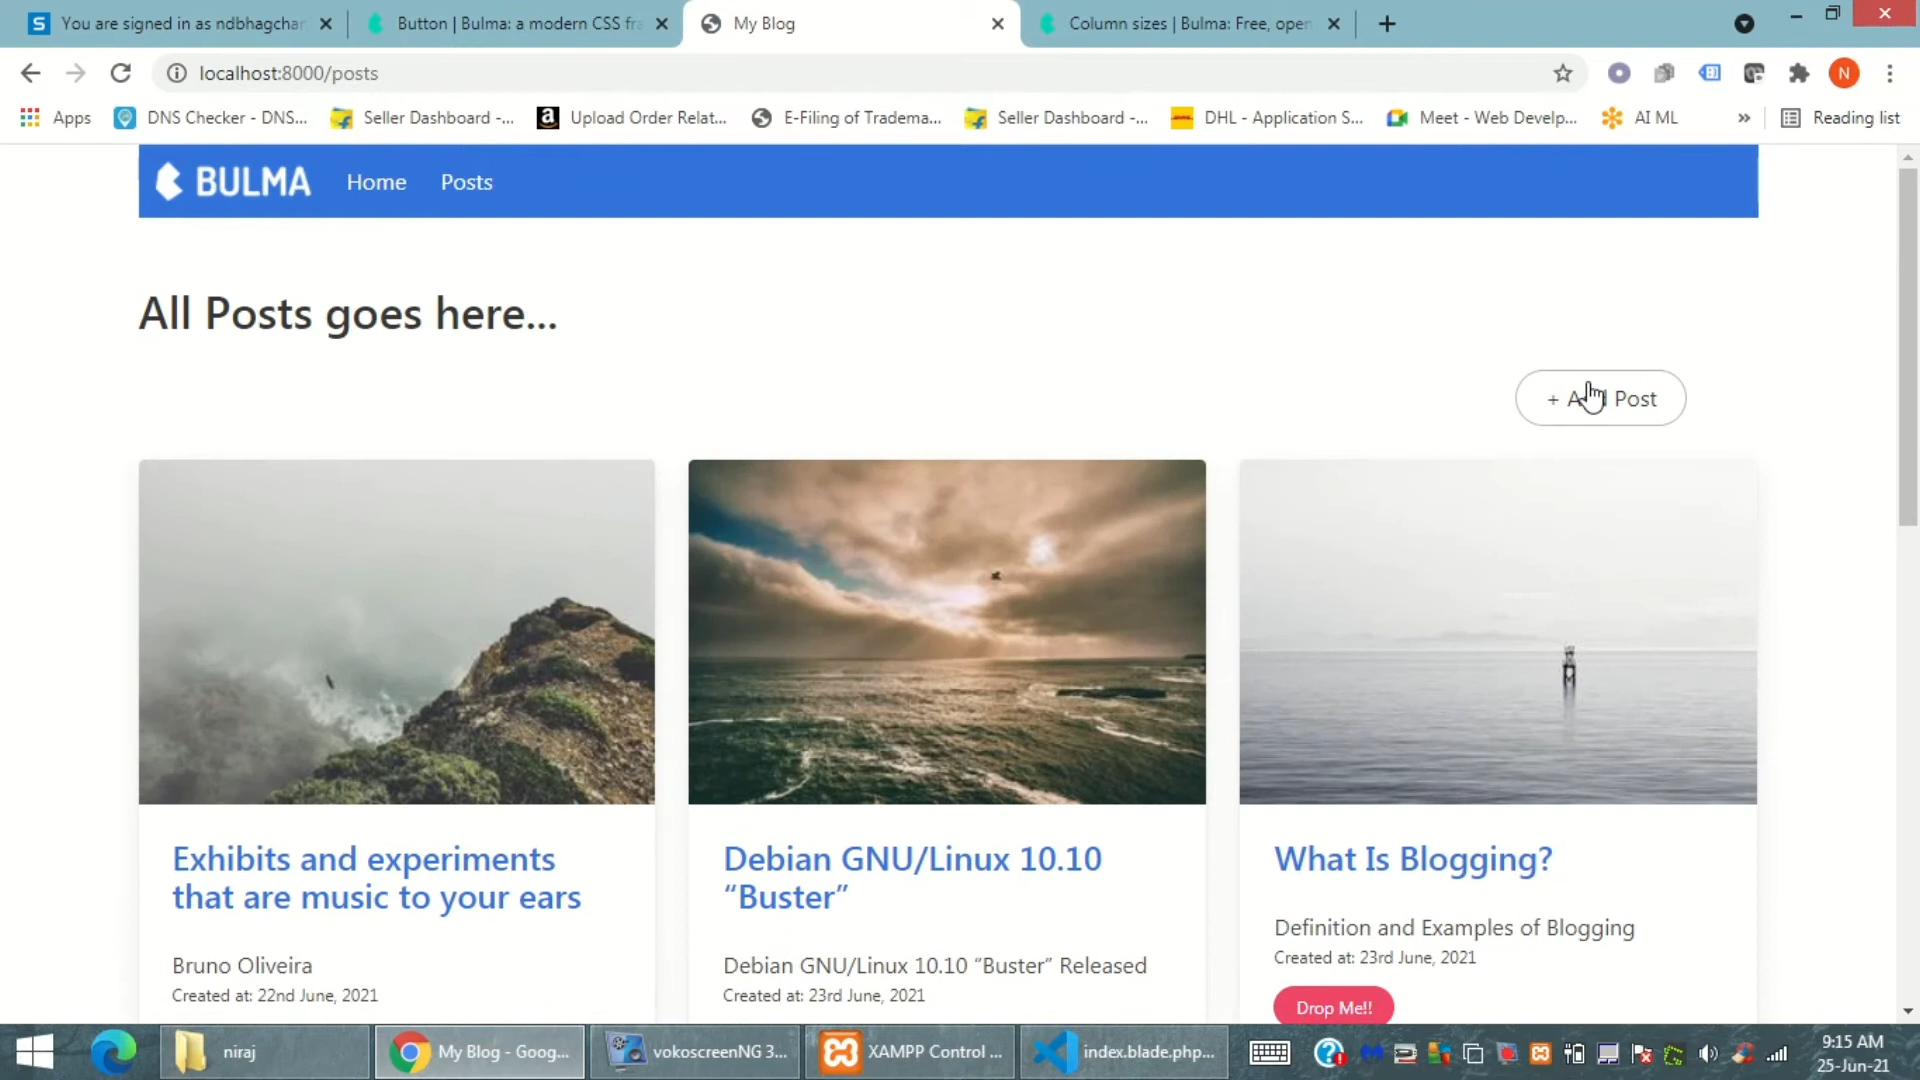 You are signed in as ndbhagchan
Button | Bulma: a modern CSS fra
My Blog
Column sizes | Bulma: Free, open
localhost:8000/posts
N
Apps
DNS Checker - DNS...
Seller Dashboard -...
Upload Order Relat...
E-Filing of Tradema...
Seller Dashboard -...
DHL - Application S...
Meet - Web Develp...
AI ML
»
Reading list
BULMA
Home
Posts
All Posts goes here...
+ Add Post
Exhibits and experiments
that are music to your ears
Bruno Oliveira
Created at: 22nd June, 2021
Debian GNU/Linux 10.10
“Buster”
Debian GNU/Linux 10.10 “Buster” Released
Created at: 23rd June, 2021
What Is Blogging?
Definition and Examples of Blogging
Created at: 23rd June, 2021
Drop Me!!
niraj
My Blog - Goog...
vokoscreenNG 3...
XAMPP Control ...
index.blade.php...
9:15 AM
25-Jun-21